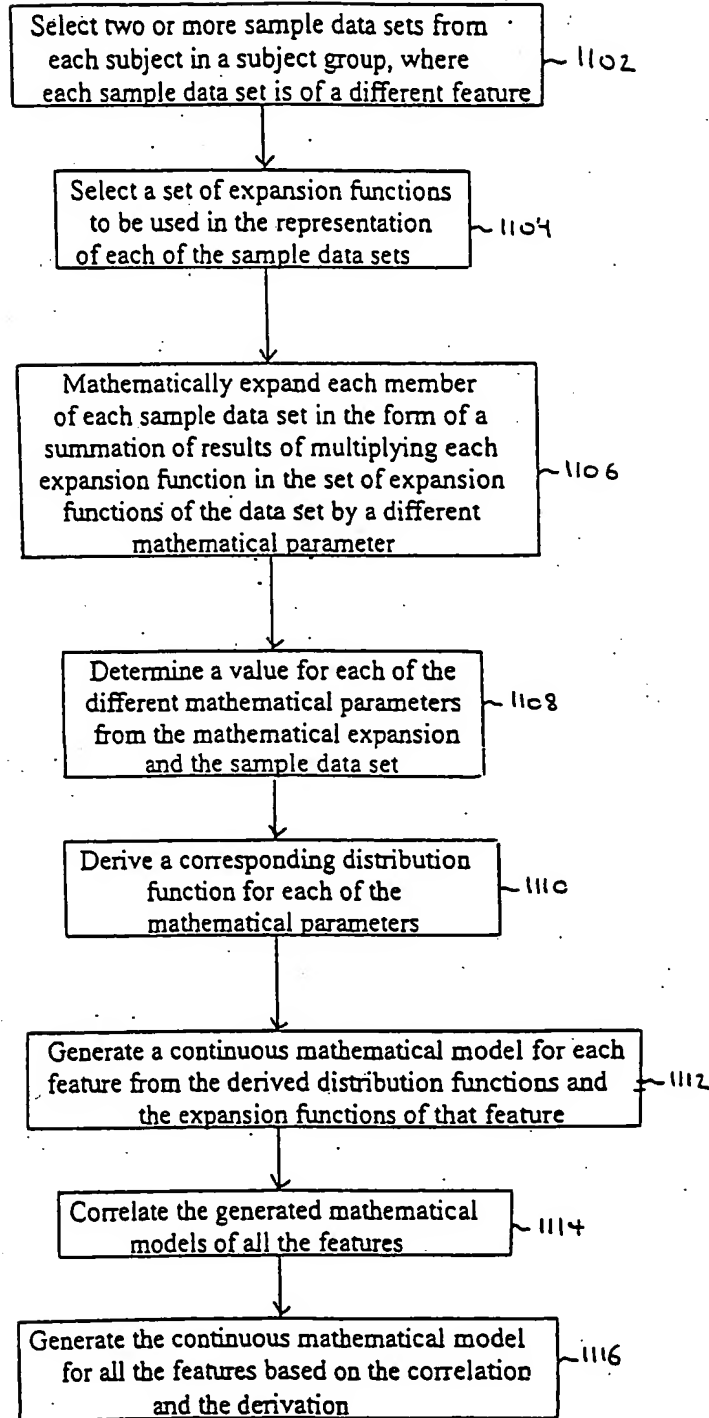 Select two or more sample data sets from
each subject in a subject group, where
each sample data set is of a different feature
1102
Select a set of expansion functions
to be used in the representation
of each of the sample data sets
1104
Mathematically expand each member
of each sample data set in the form of a
summation of results of multiplying each
expansion function in the set of expansion
functions of the data set by a different
mathematical parameter
1106
Determine a value for each of the
different mathematical parameters
from the mathematical expansion
and the sample data set
1108
Derive a corresponding distribution
function for each of the
mathematical parameters
1110
Generate a continuous mathematical model for each
feature from the derived distribution functions and
the expansion functions of that feature
1112
Correlate the generated mathematical
models of all the features
1114
Generate the continuous mathematical model
for all the features based on the correlation
and the derivation
1116